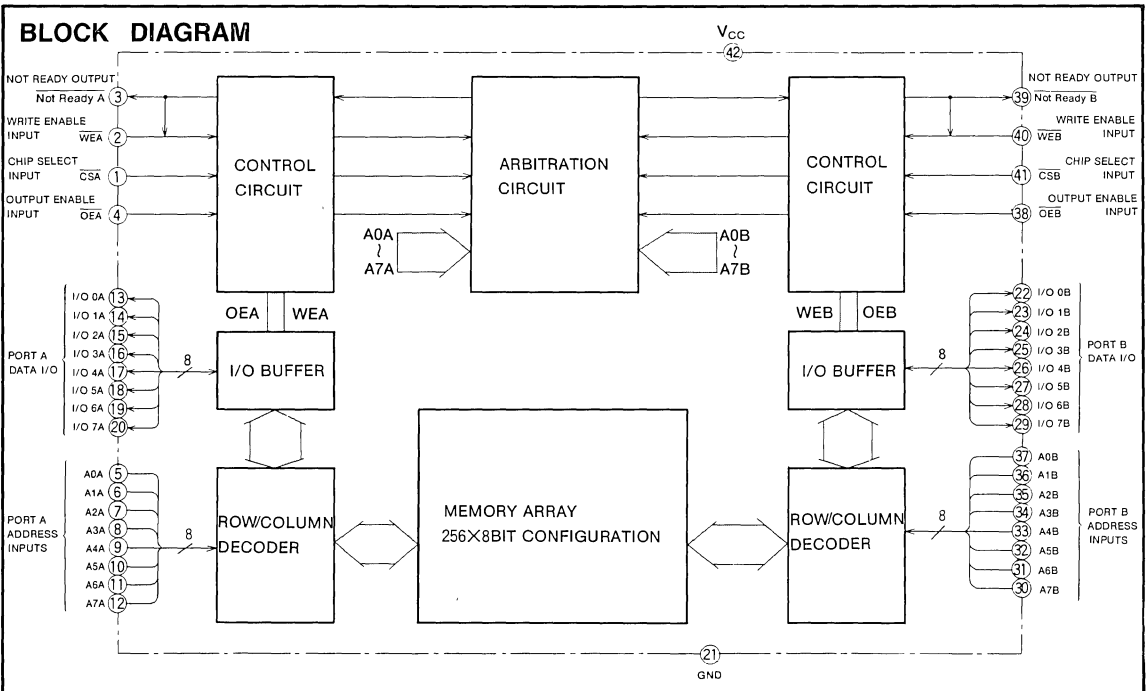 BLOCK DIAGRAM
VCC
42
NOT READY OUTPUT
Not Ready A 3
WRITE ENABLE
INPUT WEA 2
CHIP SELECT
INPUT CSA 1
OUTPUT ENABLE
INPUT OEA 4
CONTROL
CIRCUIT
ARBITRATION
CIRCUIT
CONTROL
CIRCUIT
NOT READY OUTPUT
39 Not Ready B
WRITE ENABLE
40 WEB INPUT
CHIP SELECT
41 CSB INPUT
OUTPUT ENABLE
38 OEB INPUT
A0A
~
A7A
A0B
~
A7B
PORT A
DATA I/O
I/O 0A 13
I/O 1A 14
I/O 2A 15
I/O 3A 16
I/O 4A 17
I/O 5A 18
I/O 6A 19
I/O 7A 20
8
OEA WEA
I/O BUFFER
WEB OEB
I/O BUFFER
8
22 I/O 0B
23 I/O 1B
24 I/O 2B
25 I/O 3B
26 I/O 4B
27 I/O 5B
28 I/O 6B
29 I/O 7B
PORT B
DATA I/O
PORT A
ADDRESS
INPUTS
A0A 5
A1A 6
A2A 7
A3A 8
A4A 9
A5A 10
A6A 11
A7A 12
8
ROW/COLUMN
DECODER
MEMORY ARRAY
256×8BIT CONFIGURATION
ROW/COLUMN
DECODER
8
37 A0B
36 A1B
35 A2B
34 A3B
33 A4B
32 A5B
31 A6B
30 A7B
PORT B
ADDRESS
INPUTS
21
GND